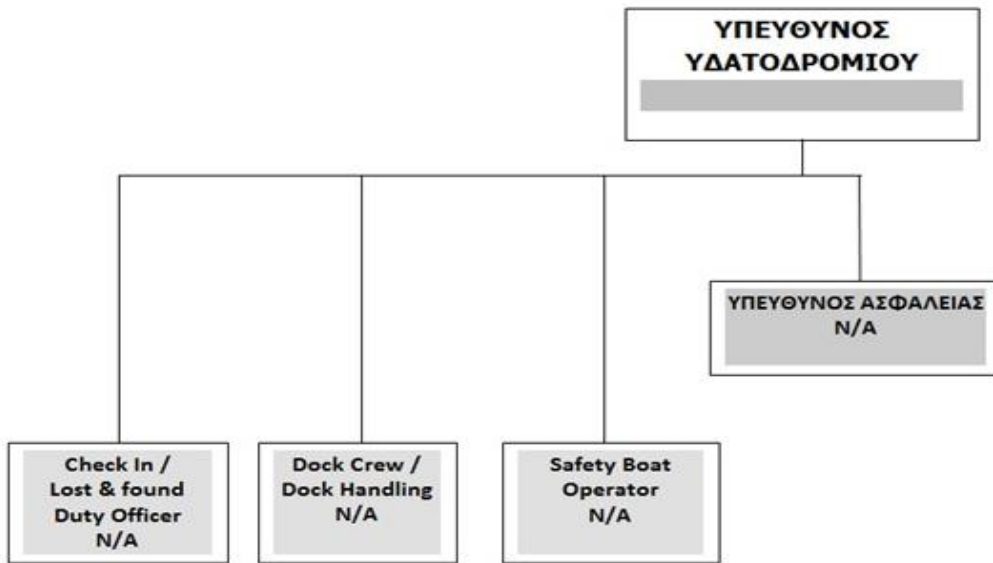 ΥΠΕΥΘΥΝΟΣ
ΥΔΑΤΟΔΡΟΜΙΟΥ
ΥΠΕΥΘΥΝΟΣ ΑΣΦΑΛΕΙΑΣ
N/A
Check In /
Lost & found
Duty Officer
N/A
Dock Crew /
Dock Handling
N/A
Safety Boat
Operator
N/A